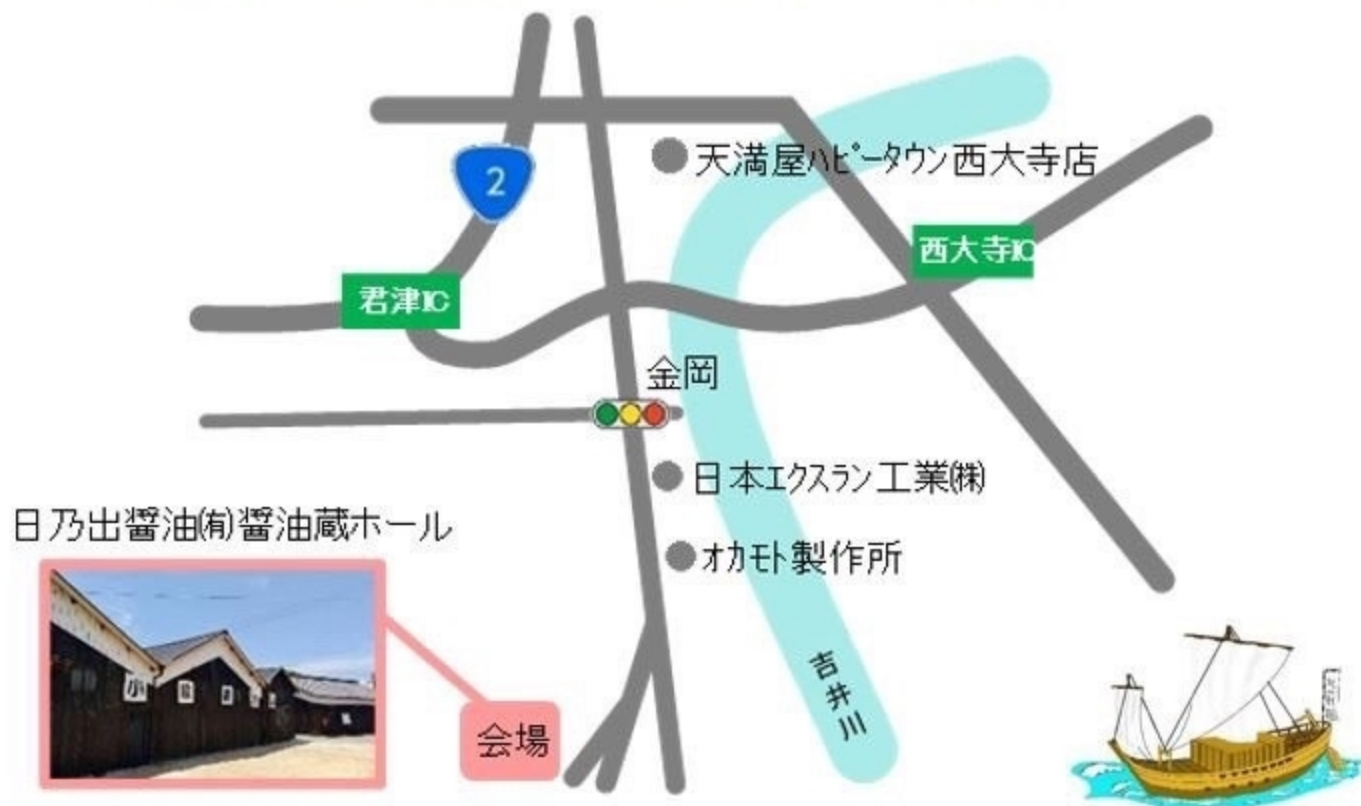 天満屋ハピータウン西大寺店
2
西大寺IC
君津IC
金岡
日本エクスラン工業㈱
日乃出醤油㈲醤油蔵ホール
オカモト製作所
吉井川
会場